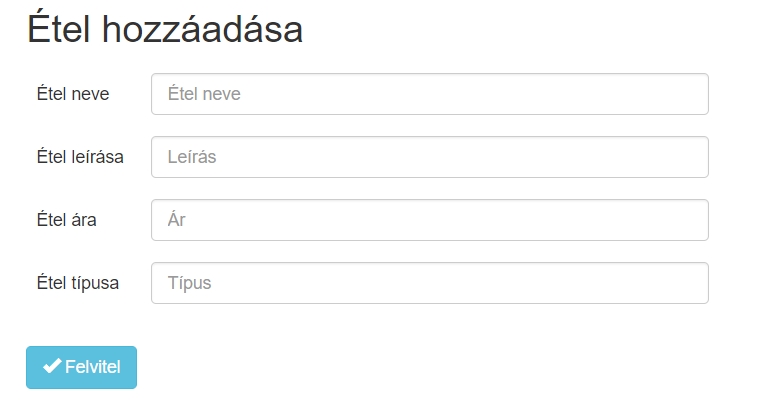 Étel hozzáadása
Étel neve Étel neve
Étel leírása Leírás
Étel ára Ár
Étel típusa Típus
Felvitel